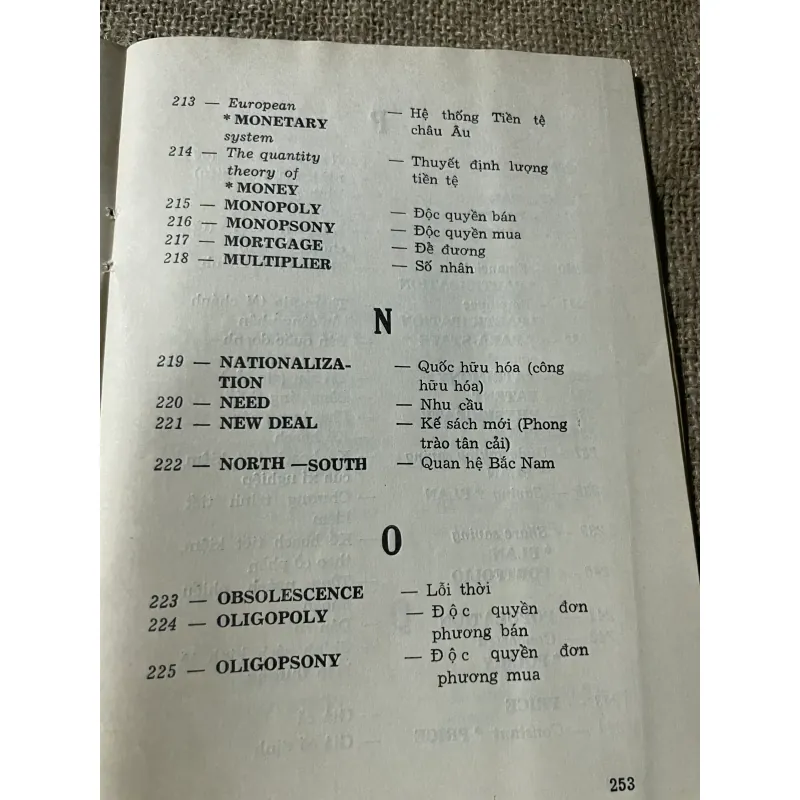 213 — European — Hệ thống Tiền tệ
* MONETARY châu Âu
system
214 — The quantity — Thuyết định lượng
theory of tiền tệ
* MONEY
215 — MONOPOLY — Độc quyền bán
216 — MONOPSONY — Độc quyền mua
217 — MORTGAGE — Đề đương
218 — MULTIPLIER — Số nhân
N
219 — NATIONALIZA- — Quốc hữu hóa (công
TION hữu hóa)
220 — NEED — Nhu cầu
221 — NEW DEAL — Kế sách mới (Phong
trào tân cải)
222 — NORTH —SOUTH — Quan hệ Bắc Nam
O
223 — OBSOLESCENCE — Lỗi thời
224 — OLIGOPOLY — Độc quyền đơn
phương bán
225 — OLIGOPSONY — Độc quyền đơn
phương mua
253